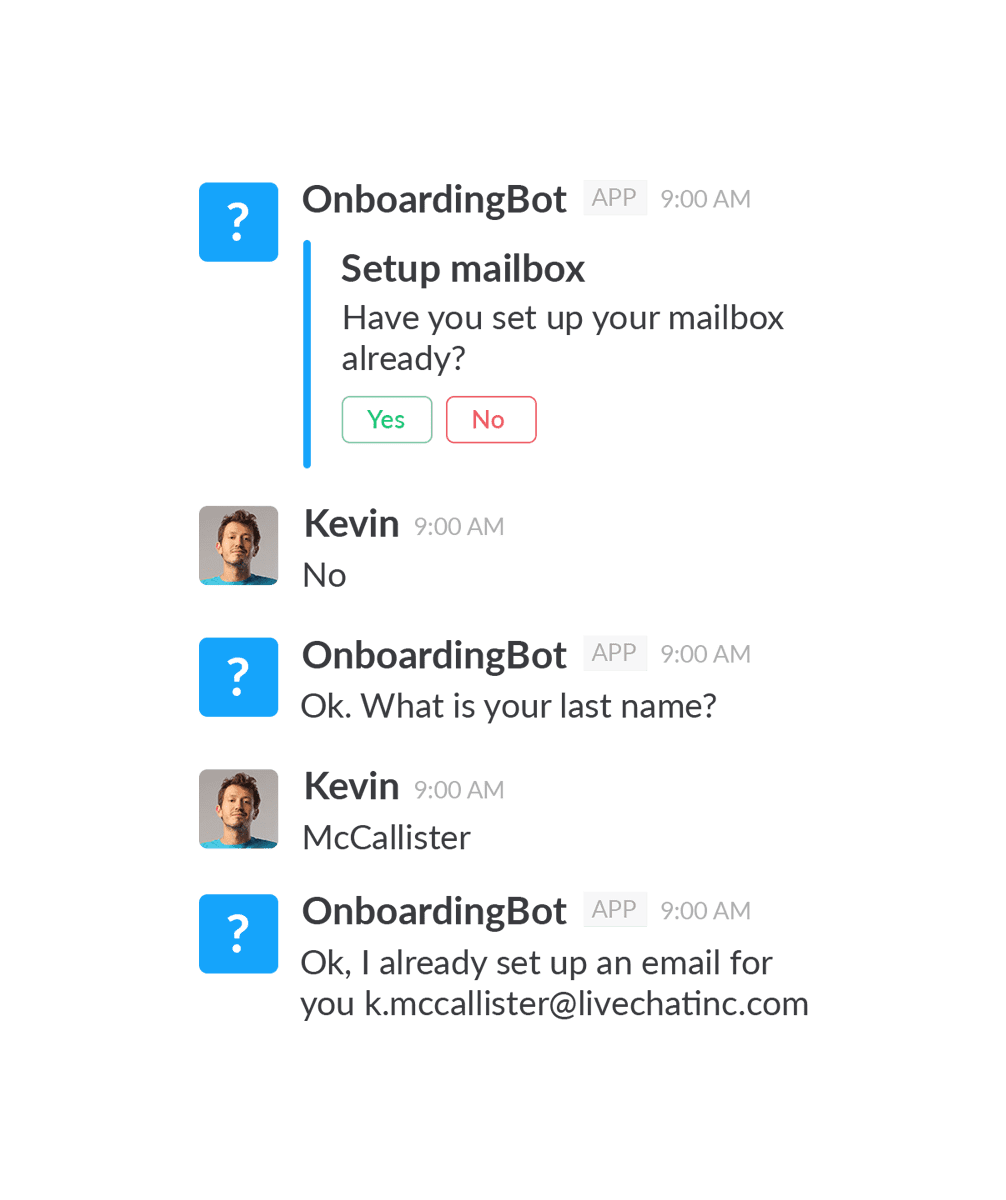 ?
OnboardingBot APP 9:00 AM
Setup mailbox
Have you set up your mailbox
already?
Yes No
Kevin 9:00 AM
No
?
OnboardingBot APP 9:00 AM
Ok. What is your last name?
Kevin 9:00 AM
McCallister
?
OnboardingBot APP 9:00 AM
Ok, I already set up an email for
you k.mccallister@livechatinc.com